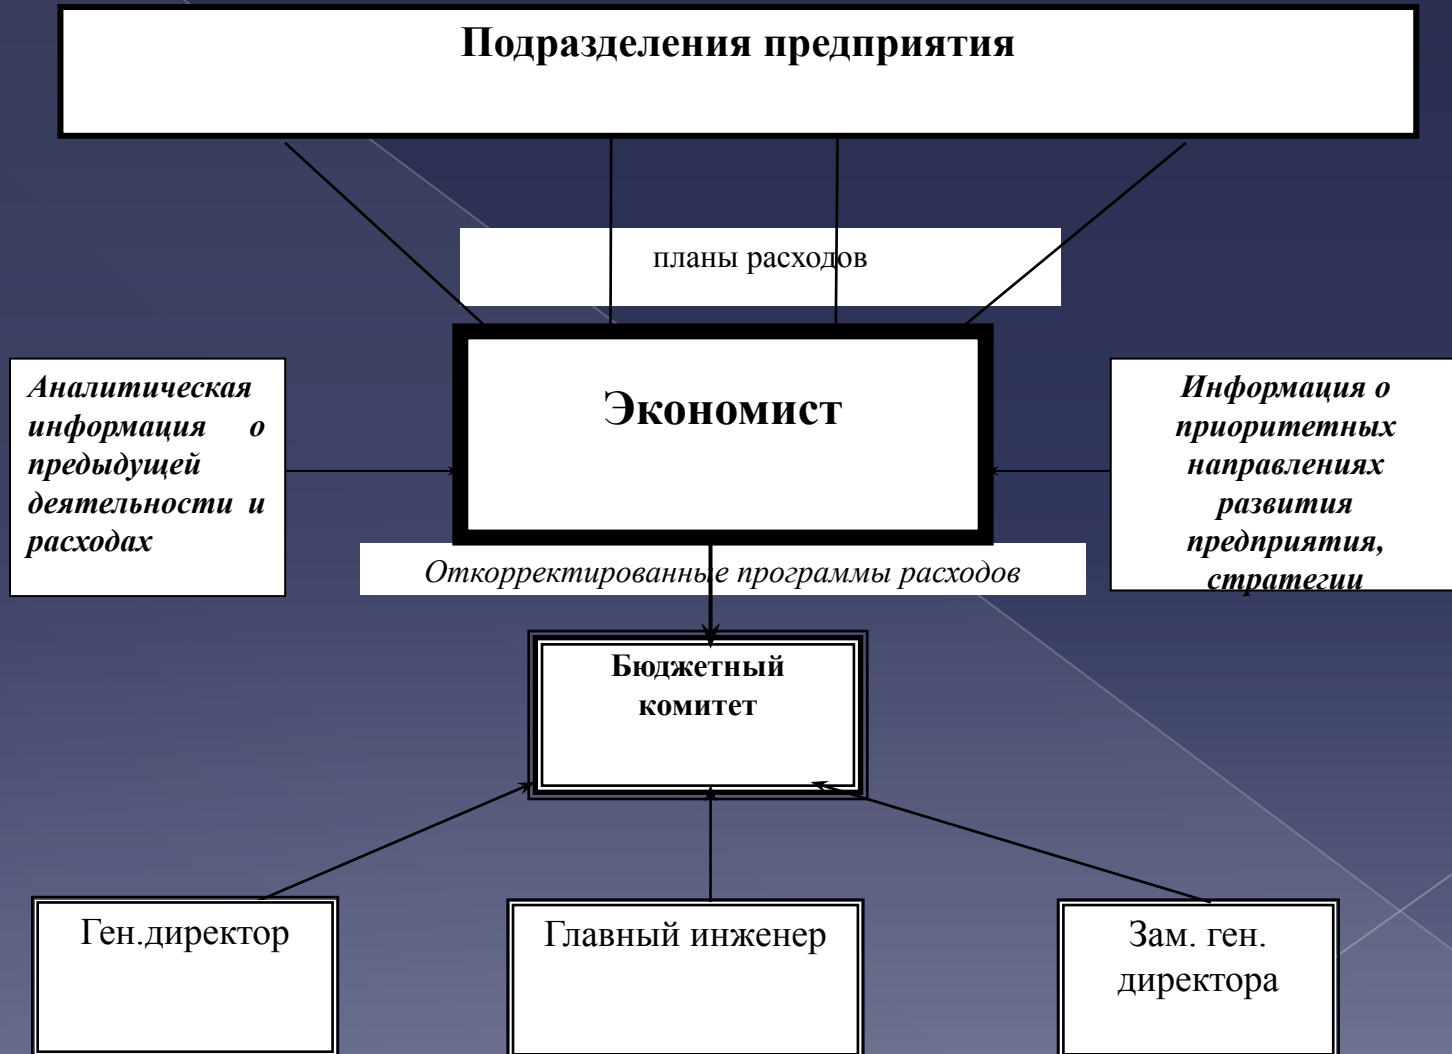 Подразделения предприятия
планы расходов
Экономист
Аналитическая
информация о
предыдущей
деятельности и
расходах
Информация о
приоритетных
направлениях
развития
предприятия,
стратегии
Откорректированные программы расходов
Бюджетный
комитет
Ген.директор
Главный инженер
Зам. ген.
директора